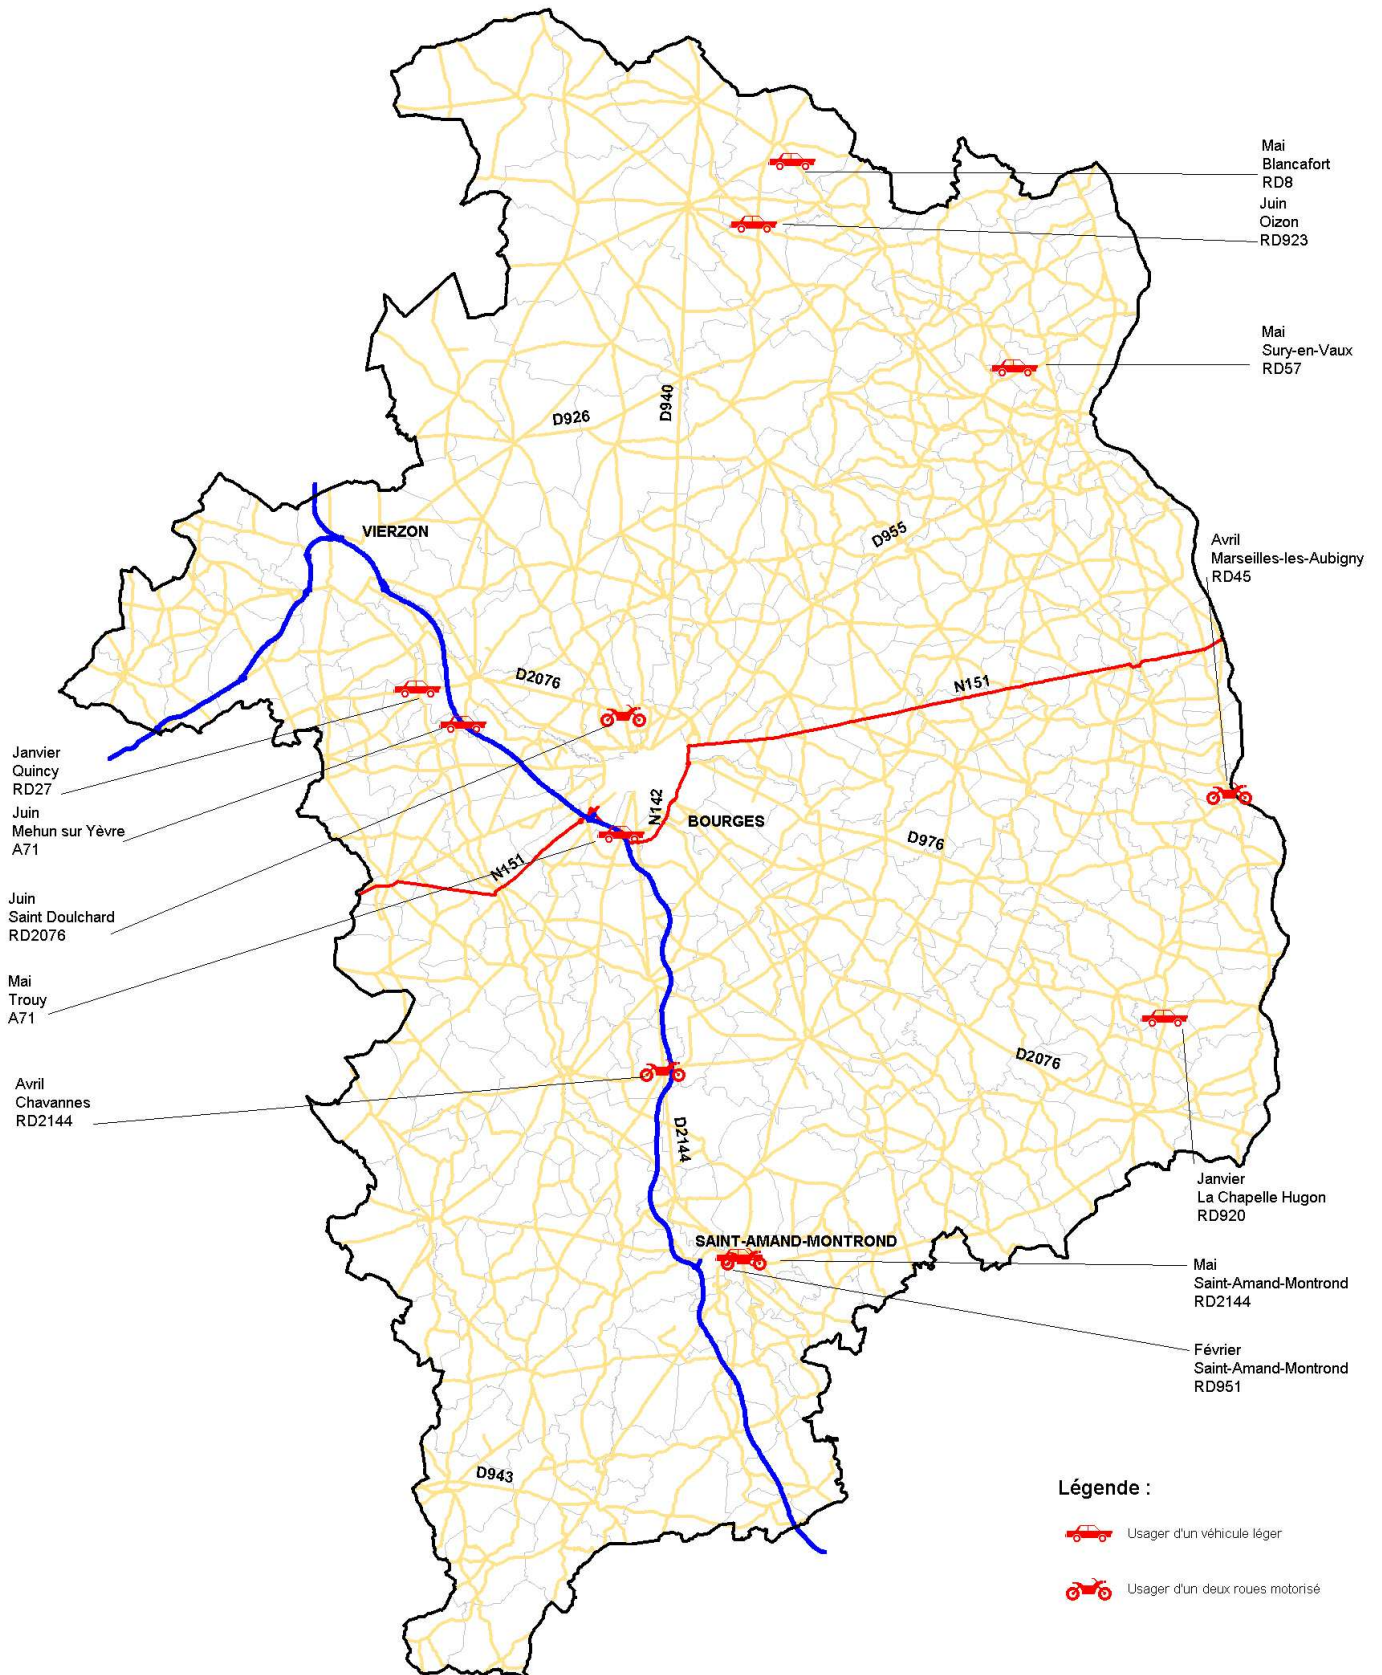 Mai
Blancafort
RD8
Juin
Oizon
RD923
Mai
Sury-en-Vaux
RD57
D926
D940
VIERZON
D955
Avril
Marseilles-les-Aubigny
RD45
D2076
N151
Janvier
Quincy
RD27
Juin
Mehun sur Yèvre
A71
N142
BOURGES
D976
N151
Juin
Saint Doulchard
RD2076
Mai
Trouy
A71
D2076
Avril
Chavannes
RD2144
D2144
Janvier
La Chapelle Hugon
RD920
SAINT-AMAND-MONTROND
Mai
Saint-Amand-Montrond
RD2144
Février
Saint-Amand-Montrond
RD951
D943
Légende :
Usager d'un véhicule léger
Usager d'un deux roues motorisé